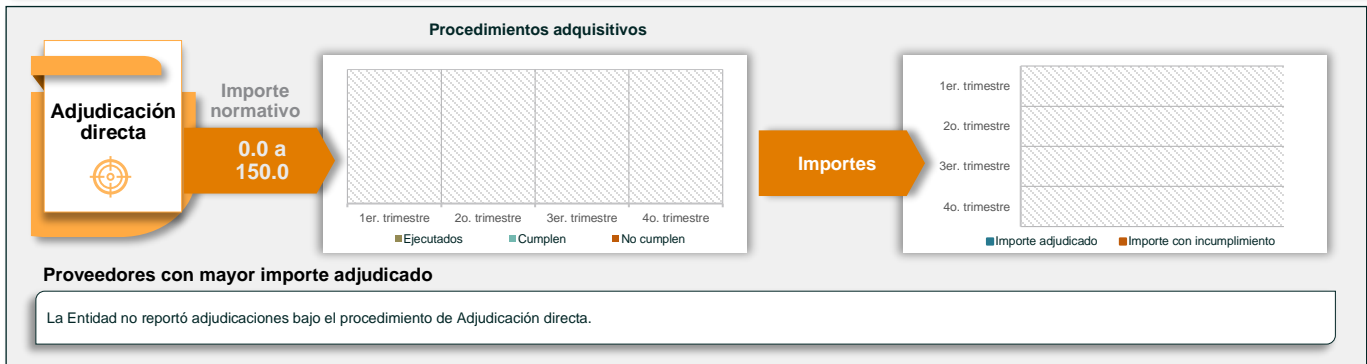 Procedimientos adquisitivos
Adjudicación
directa
Importe
normativo
0.0 a
150.0
1er. trimestre 2o. trimestre 3er. trimestre 4o. trimestre
Ejecutados Cumplen No cumplen
Importes
1er. trimestre
2o. trimestre
3er. trimestre
4o. trimestre
Importe adjudicado Importe con incumplimiento
Proveedores con mayor importe adjudicado
La Entidad no reportó adjudicaciones bajo el procedimiento de Adjudicación directa.